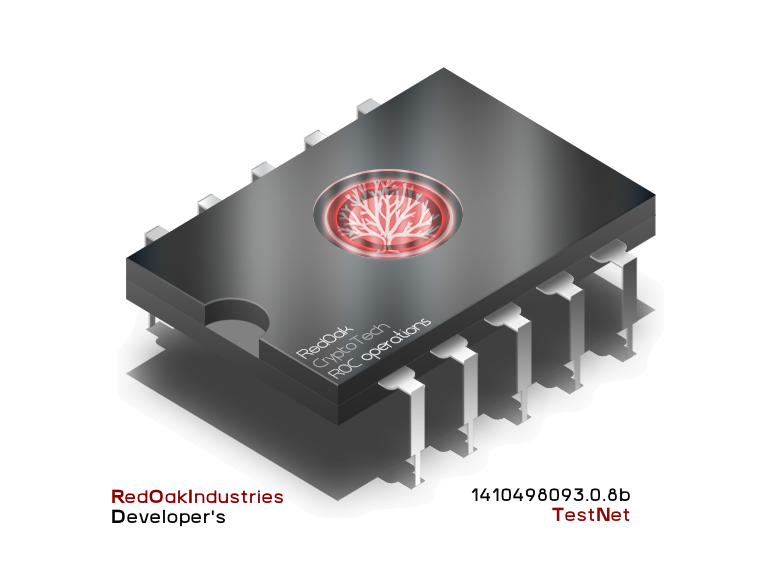 RedOak
CryptoTech
ROC operations
RedOakIndustries
Developer's
1410498093.0.8b
TestNet